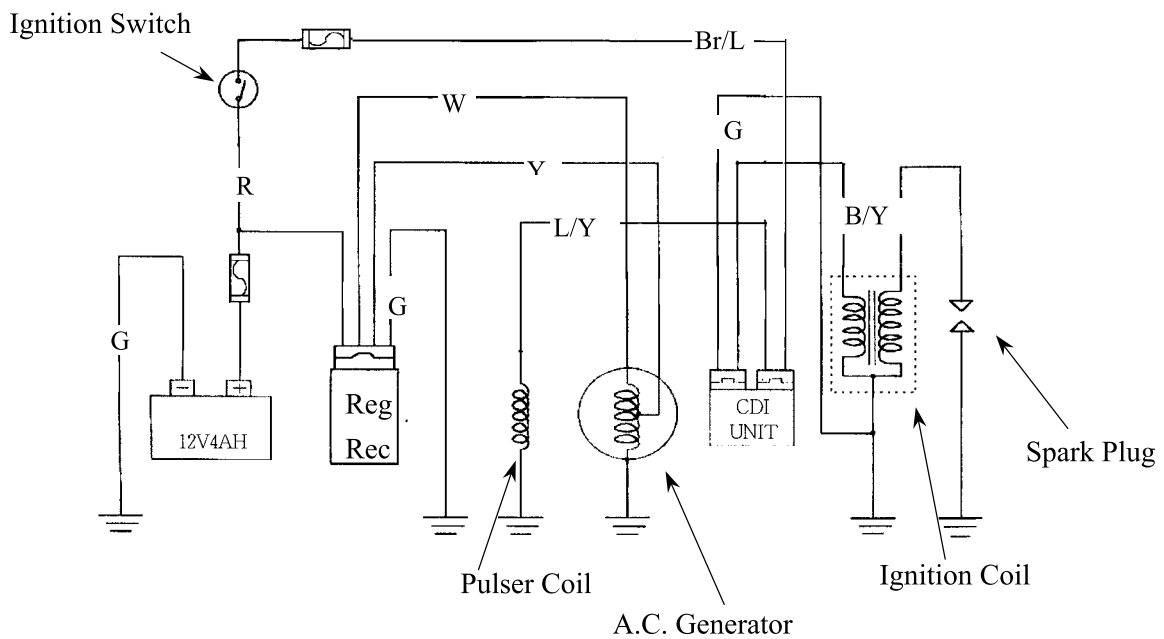 Ignition Switch
Br/L
W
G
Y
R
L/Y
B/Y
G
G
Reg
Rec
CDI
UNIT
12V4AH
Spark Plug
Pulser Coil
Ignition Coil
A.C. Generator